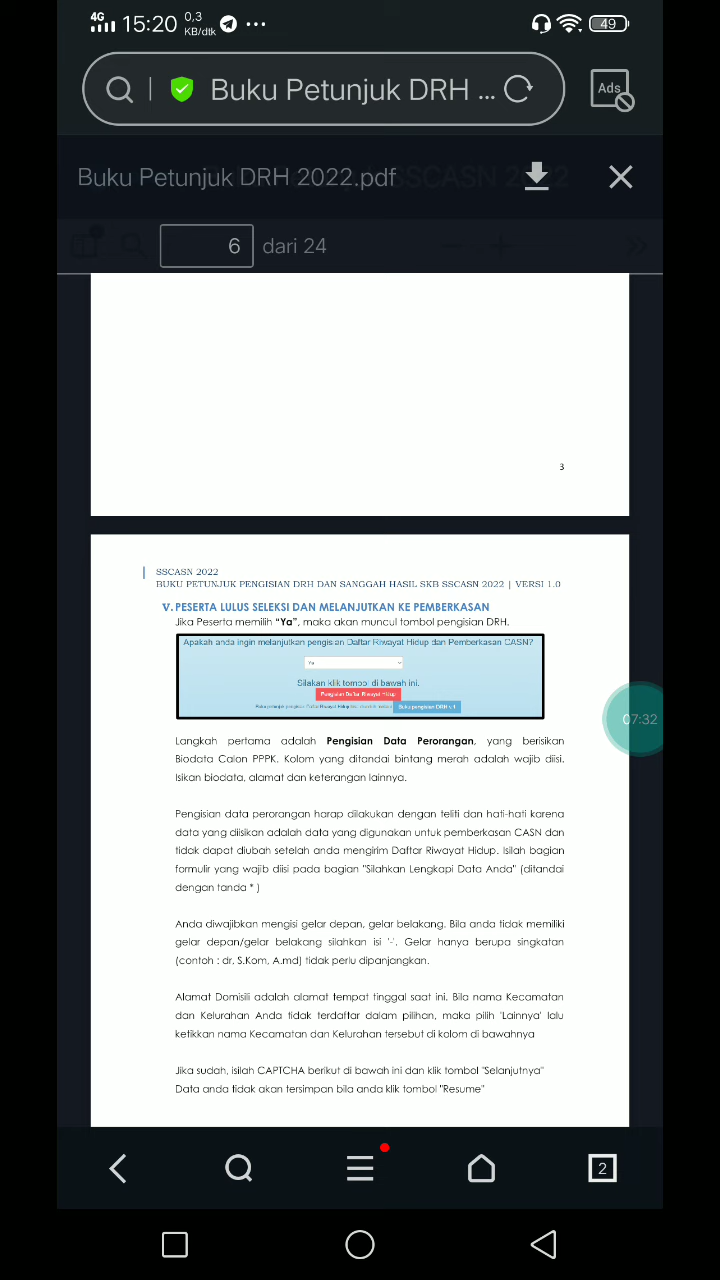 4G 15:20 0,3 KB/dtk ... 49
Buku Petunjuk DRH ... Ads
Buku Petunjuk DRH 2022.pdf SSCASN 2022
6 dari 24
3
SSCASN 2022
BUKU PETUNJUK PENGISIAN DRH DAN SANGGAH HASIL SKB SSCASN 2022 | VERSI 1.0
V. PESERTA LULUS SELEKSI DAN MELANJUTKAN KE PEMBERKASAN
Jika Peserta memilih "Ya", maka akan muncul tombol pengisian DRH.
Apakah anda ingin melanjutkan pengisian Daftar Riwayat Hidup dan Pemberkasan CASN?
Ya
Silakan klik tombol di bawah ini.
Pengisian Daftar Riwayat Hidup
Buku petunjuk pengisian Daftar Riwayat Hidup Buku pengisian DRH v.1
07:32
Langkah pertama adalah Pengisian Data Perorangan, yang berisikan
Biodata Calon PPPK. Kolom yang ditandai bintang merah adalah wajib diisi.
Isikan biodata, alamat dan keterangan lainnya.
Pengisian data perorangan harap dilakukan dengan teliti dan hati-hati karena
data yang diisikan adalah data yang digunakan untuk pemberkasan CASN dan
tidak dapat diubah setelah anda mengirim Daftar Riwayat Hidup. Isilah bagian
formulir yang wajib diisi pada bagian "Silahkan Lengkapi Data Anda" (ditandai
dengan tanda * )
Anda diwajibkan mengisi gelar depan, gelar belakang. Bila anda tidak memiliki
gelar depan/gelar belakang silahkan isi '-'. Gelar hanya berupa singkatan
(contoh : dr, S.Kom, A.md) tidak perlu dipanjangkan.
Alamat Domisili adalah alamat tempat tinggal saat ini. Bila nama Kecamatan
dan Kelurahan Anda tidak terdaftar dalam pilihan, maka pilih 'Lainnya' lalu
ketikkan nama Kecamatan dan Kelurahan tersebut di kolom di bawahnya
Jika sudah, isilah CAPTCHA berikut di bawah ini dan klik tombol "Selanjutnya"
Data anda tidak akan tersimpan bila anda klik tombol "Resume"
2